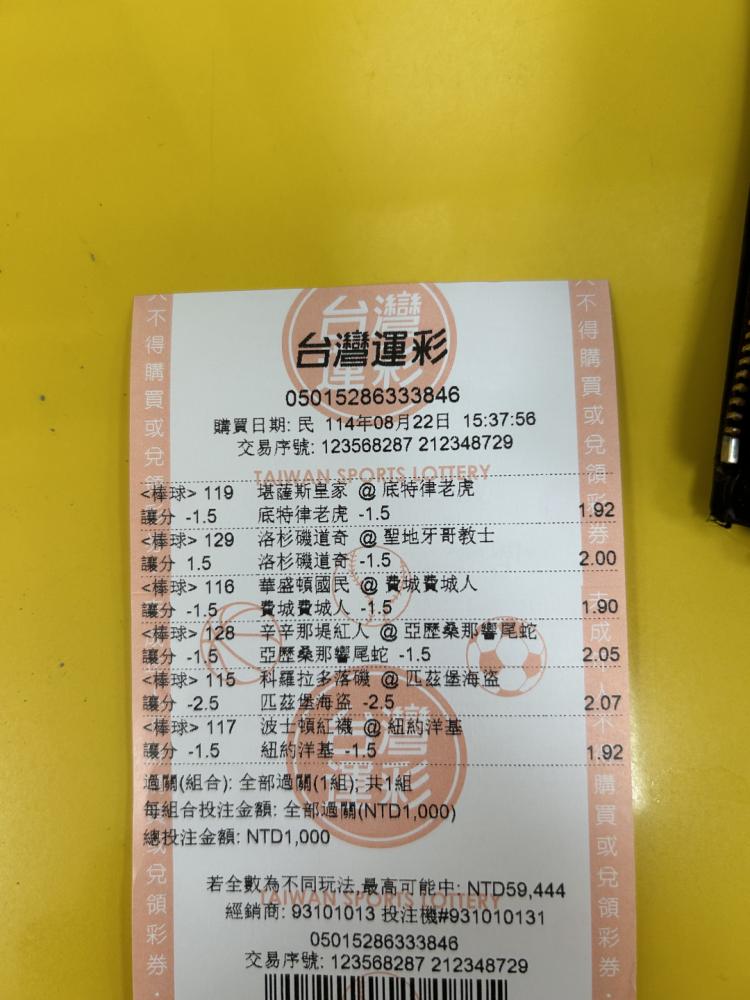 台灣運彩
05015286333846
購買日期: 民 114年08月22日 15:37:56
交易序號: 123568287 212348729
TAIWAN SPORTS LOTTERY
<棒球> 119 堪薩斯皇家 @ 底特律老虎
讓分 -1.5 底特律老虎 -1.5 1.92
<棒球> 129 洛杉磯道奇 @ 聖地牙哥教士
讓分 1.5 洛杉磯道奇 -1.5 2.00
<棒球> 116 華盛頓國民 @ 費城費城人
讓分 -1.5 費城費城人 -1.5 1.90
<棒球> 128 辛辛那堤紅人 @ 亞歷桑那響尾蛇
讓分 -1.5 亞歷桑那響尾蛇 -1.5 2.05
<棒球> 115 科羅拉多落磯 @ 匹茲堡海盜
讓分 -2.5 匹茲堡海盜 -2.5 2.07
<棒球> 117 波士頓紅襪 @ 紐約洋基
讓分 -1.5 紐約洋基 -1.5 1.92
台灣運彩
過關(組合): 全部過關(1組); 共1組
每組合投注金額: 全部過關(NTD1,000)
總投注金額: NTD1,000
若全數為不同玩法,最高可能中: NTD59,444
TAIWAN SPORTS LOTTERY
經銷商: 93101013 投注機#931010131
05015286333846
交易序號: 123568287 212348729
不得購買或兌領
不得購買或兌領彩券
購買或兌領彩券